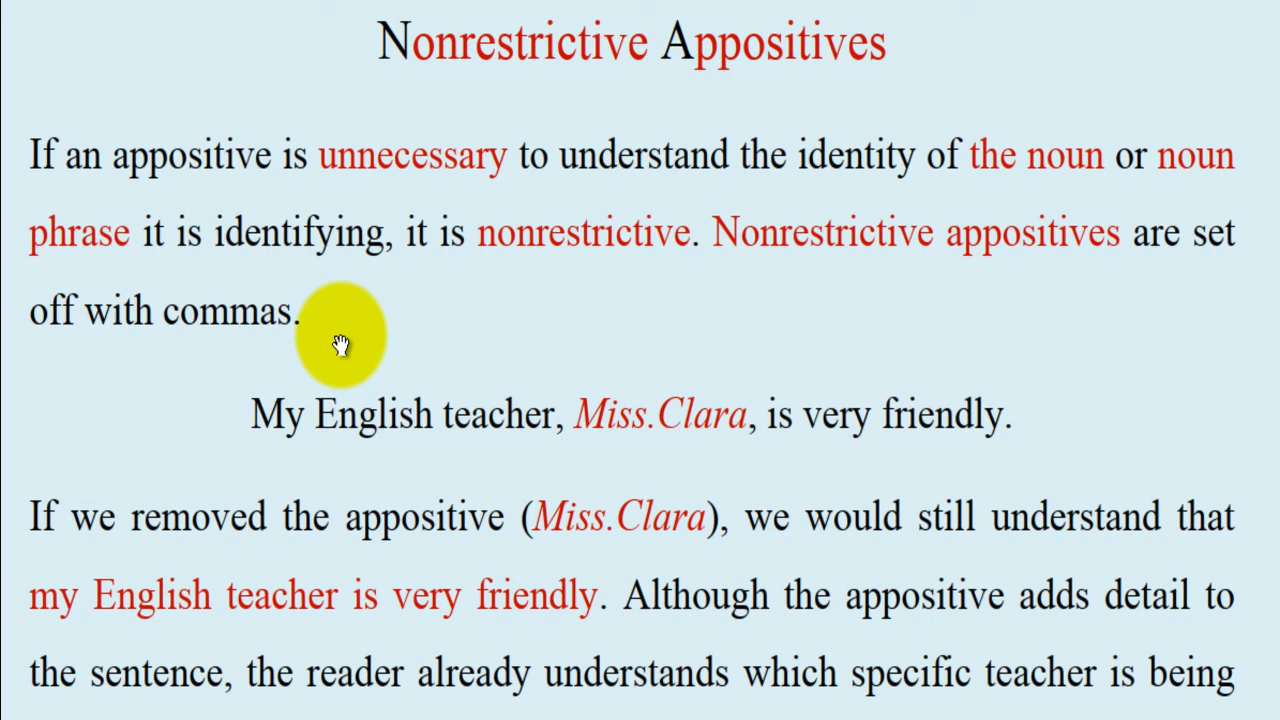 Nonrestrictive Appositives
If an appositive is unnecessary to understand the identity of the noun or noun
phrase it is identifying, it is nonrestrictive. Nonrestrictive appositives are set
off with commas.
My English teacher, Miss.Clara, is very friendly.
If we removed the appositive (Miss.Clara), we would still understand that
my English teacher is very friendly. Although the appositive adds detail to
the sentence, the reader already understands which specific teacher is being